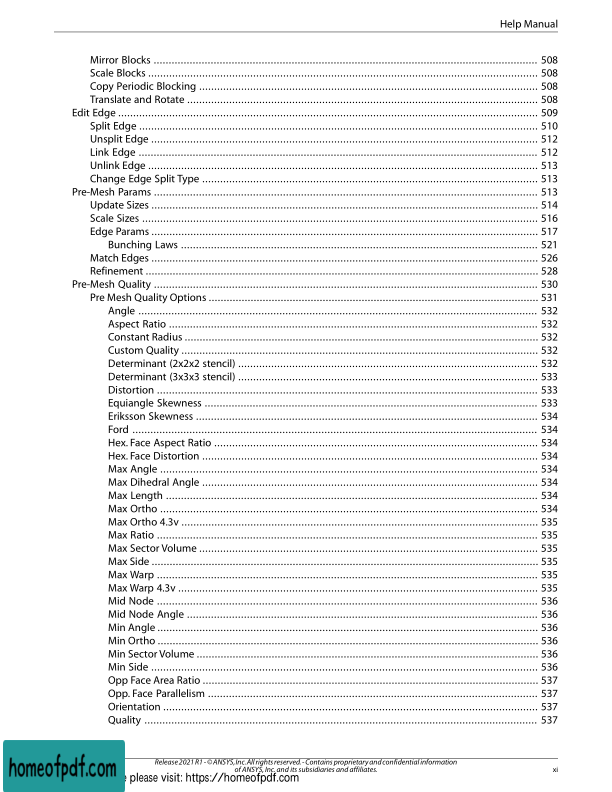 Help Manual
Mirror Blocks ................ 508
Scale Blocks ................ 508
Copy Periodic Blocking ................ 508
Translate and Rotate ................ 508
Edit Edge ................ 509
Split Edge ................ 510
Unsplit Edge ................ 512
Link Edge ................ 512
Unlink Edge ................ 513
Change Edge Split Type ................ 513
Pre-Mesh Params ................ 513
Update Sizes ................ 514
Scale Sizes ................ 516
Edge Params ................ 517
Bunching Laws ................ 521
Match Edges ................ 526
Refinement ................ 528
Pre-Mesh Quality ................ 530
Pre Mesh Quality Options ................ 531
Angle ................ 532
Aspect Ratio ................ 532
Constant Radius ................ 532
Custom Quality ................ 532
Determinant (2x2x2 stencil) ................ 532
Determinant (3x3x3 stencil) ................ 533
Distortion ................ 533
Equiangle Skewness ................ 533
Eriksson Skewness ................ 534
Ford ................ 534
Hex. Face Aspect Ratio ................ 534
Hex. Face Distortion ................ 534
Max Angle ................ 534
Max Dihedral Angle ................ 534
Max Length ................ 534
Max Ortho ................ 534
Max Ortho 4.3v ................ 535
Max Ratio ................ 535
Max Sector Volume ................ 535
Max Side ................ 535
Max Warp ................ 535
Max Warp 4.3v ................ 535
Mid Node ................ 536
Mid Node Angle ................ 536
Min Angle ................ 536
Min Ortho ................ 536
Min Sector Volume ................ 536
Min Side ................ 536
Opp Face Area Ratio ................ 537
Opp. Face Parallelism ................ 537
Orientation ................ 537
Quality ................ 537
Release 2021 R1 - © ANSYS, Inc. All rights reserved. - Contains proprietary and confidential information
of ANSYS, Inc. and its subsidiaries and affiliates.
xi
homeofpdf.com
please visit: https://homeofpdf.com